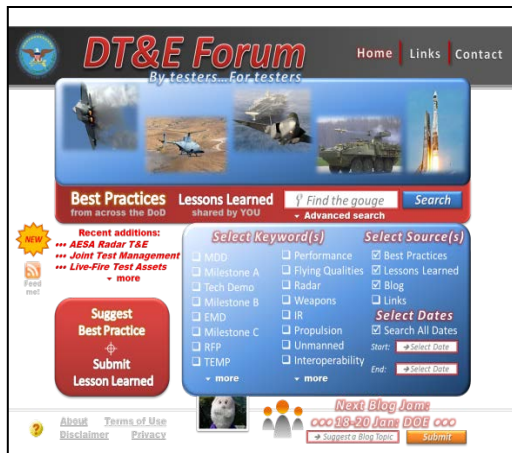 DT&E Forum
By testers...For testers
Home | Links | Contact
Best Practices
from across the DoD
Lessons Learned
shared by YOU
Find the gouge
Search
Advanced search
NEW
Recent additions:
AESA Radar T&E
Joint Test Management
Live-Fire Test Assets
more
Feed me!
Suggest
Best Practice
Submit
Lesson Learned
Select Keyword(s)
MDD
Milestone A
Tech Demo
Milestone B
EMD
Milestone C
RFP
TEMP
more
Performance
Flying Qualities
Radar
Weapons
IR
Propulsion
Unmanned
Interoperability
more
Select Source(s)
Best Practices
Lessons Learned
Blog
Links
Select Dates
Search All Dates
Start: Select Date
End: Select Date
?
About Terms of Use
Disclaimer Privacy
Next Blog Jam:
18-20 Jan: DOE
Suggest a Blog Topic
Submit